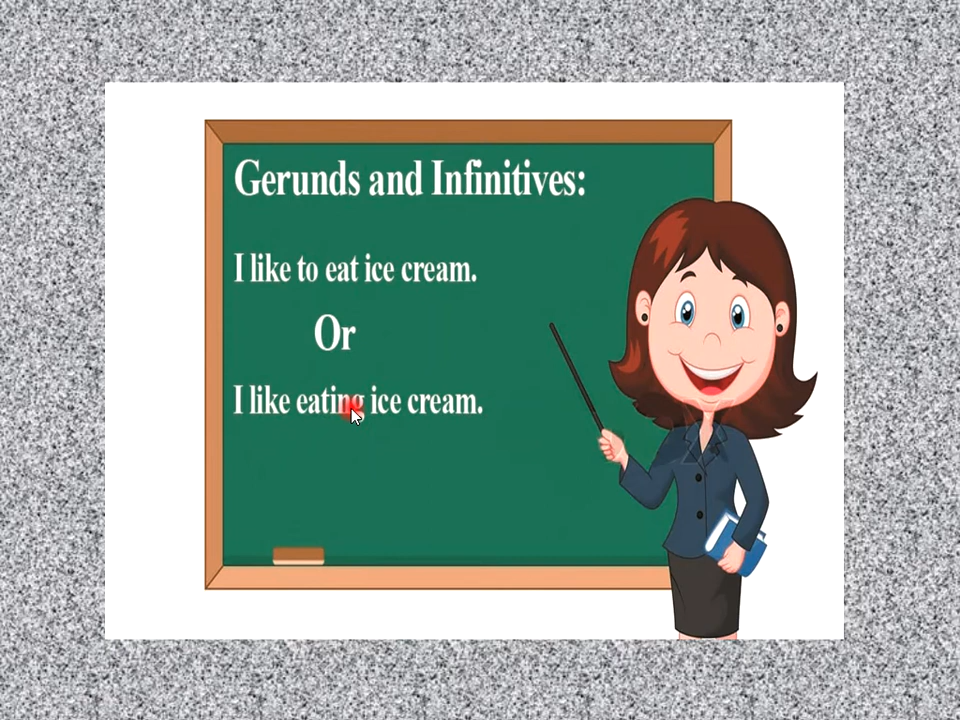 Gerunds and Infinitives:
I like to eat ice cream.
Or
I like eating ice cream.